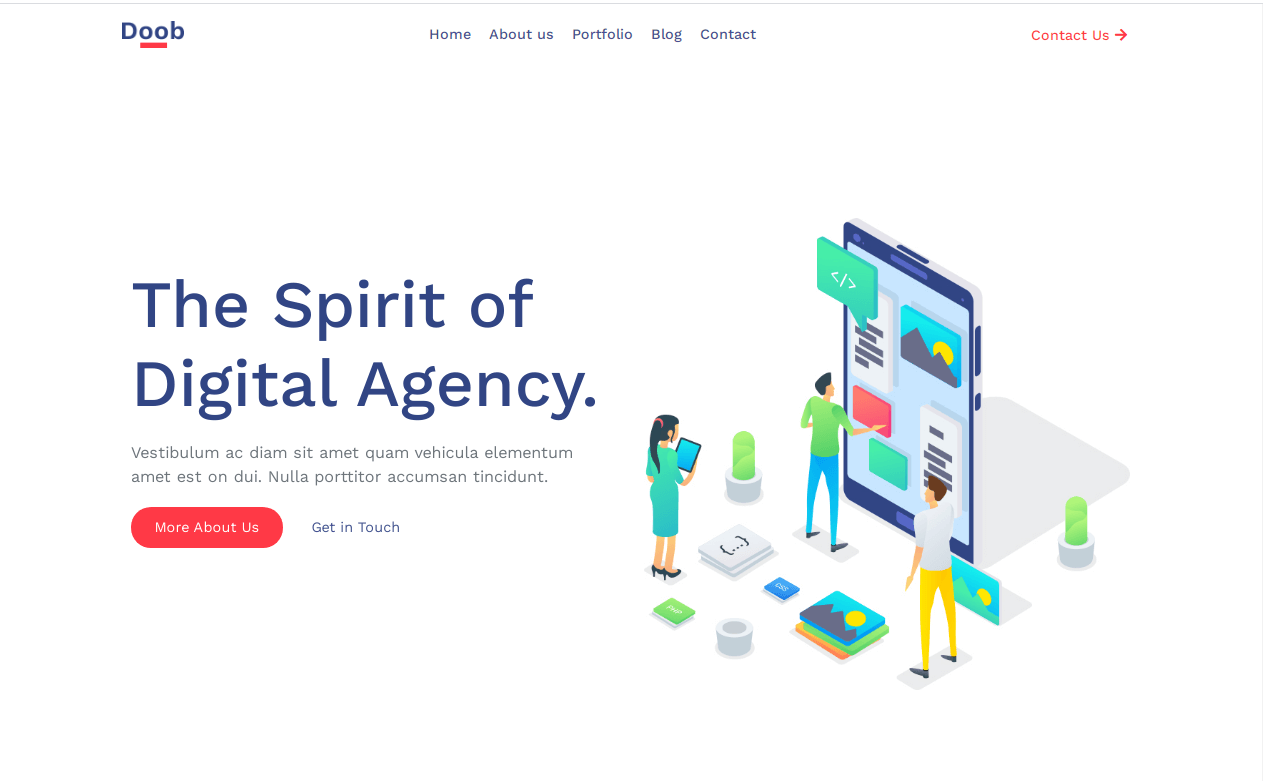 Doob
Home About us Portfolio Blog Contact
Contact Us →
The Spirit of
Digital Agency.
Vestibulum ac diam sit amet quam vehicula elementum
amet est on dui. Nulla porttitor accumsan tincidunt.
More About Us Get in Touch
</>
{...}
CSS
PHP